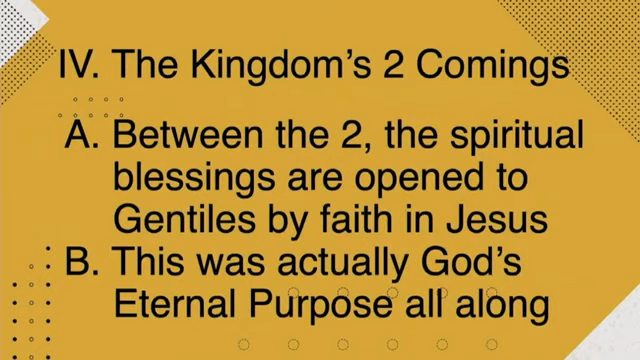 IV. The Kingdom's 2 Comings
A. Between the 2, the spiritual
blessings are opened to
Gentiles by faith in Jesus
B. This was actually God's
Eternal Purpose all along